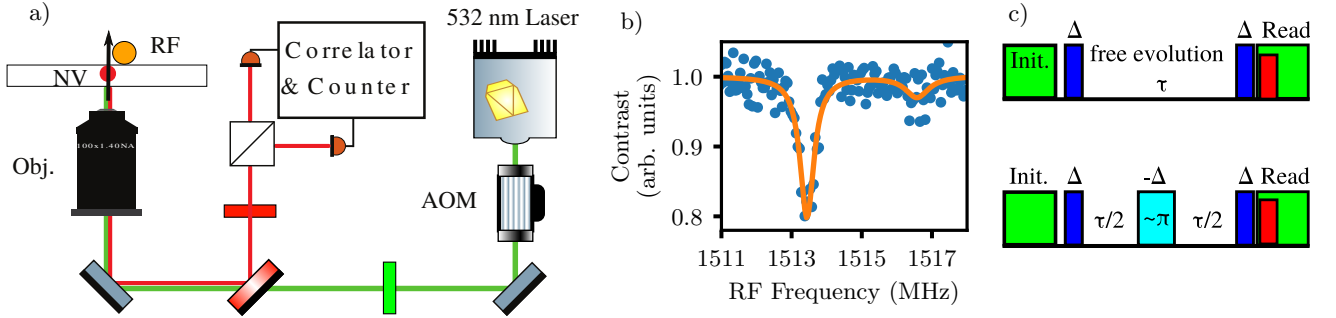 a)
RF
NV
Obj.
100x1.40NA
Correlator
& Counter
532 nm Laser
AOM
b)
Contrast
(arb. units)
1.0
0.9
0.8
1511
1513
1515
1517
RF Frequency (MHz)
c)
Init.
Δ
free evolution
τ
Δ
Read
Init.
Δ
τ/2
-Δ
~π
τ/2
Δ
Read